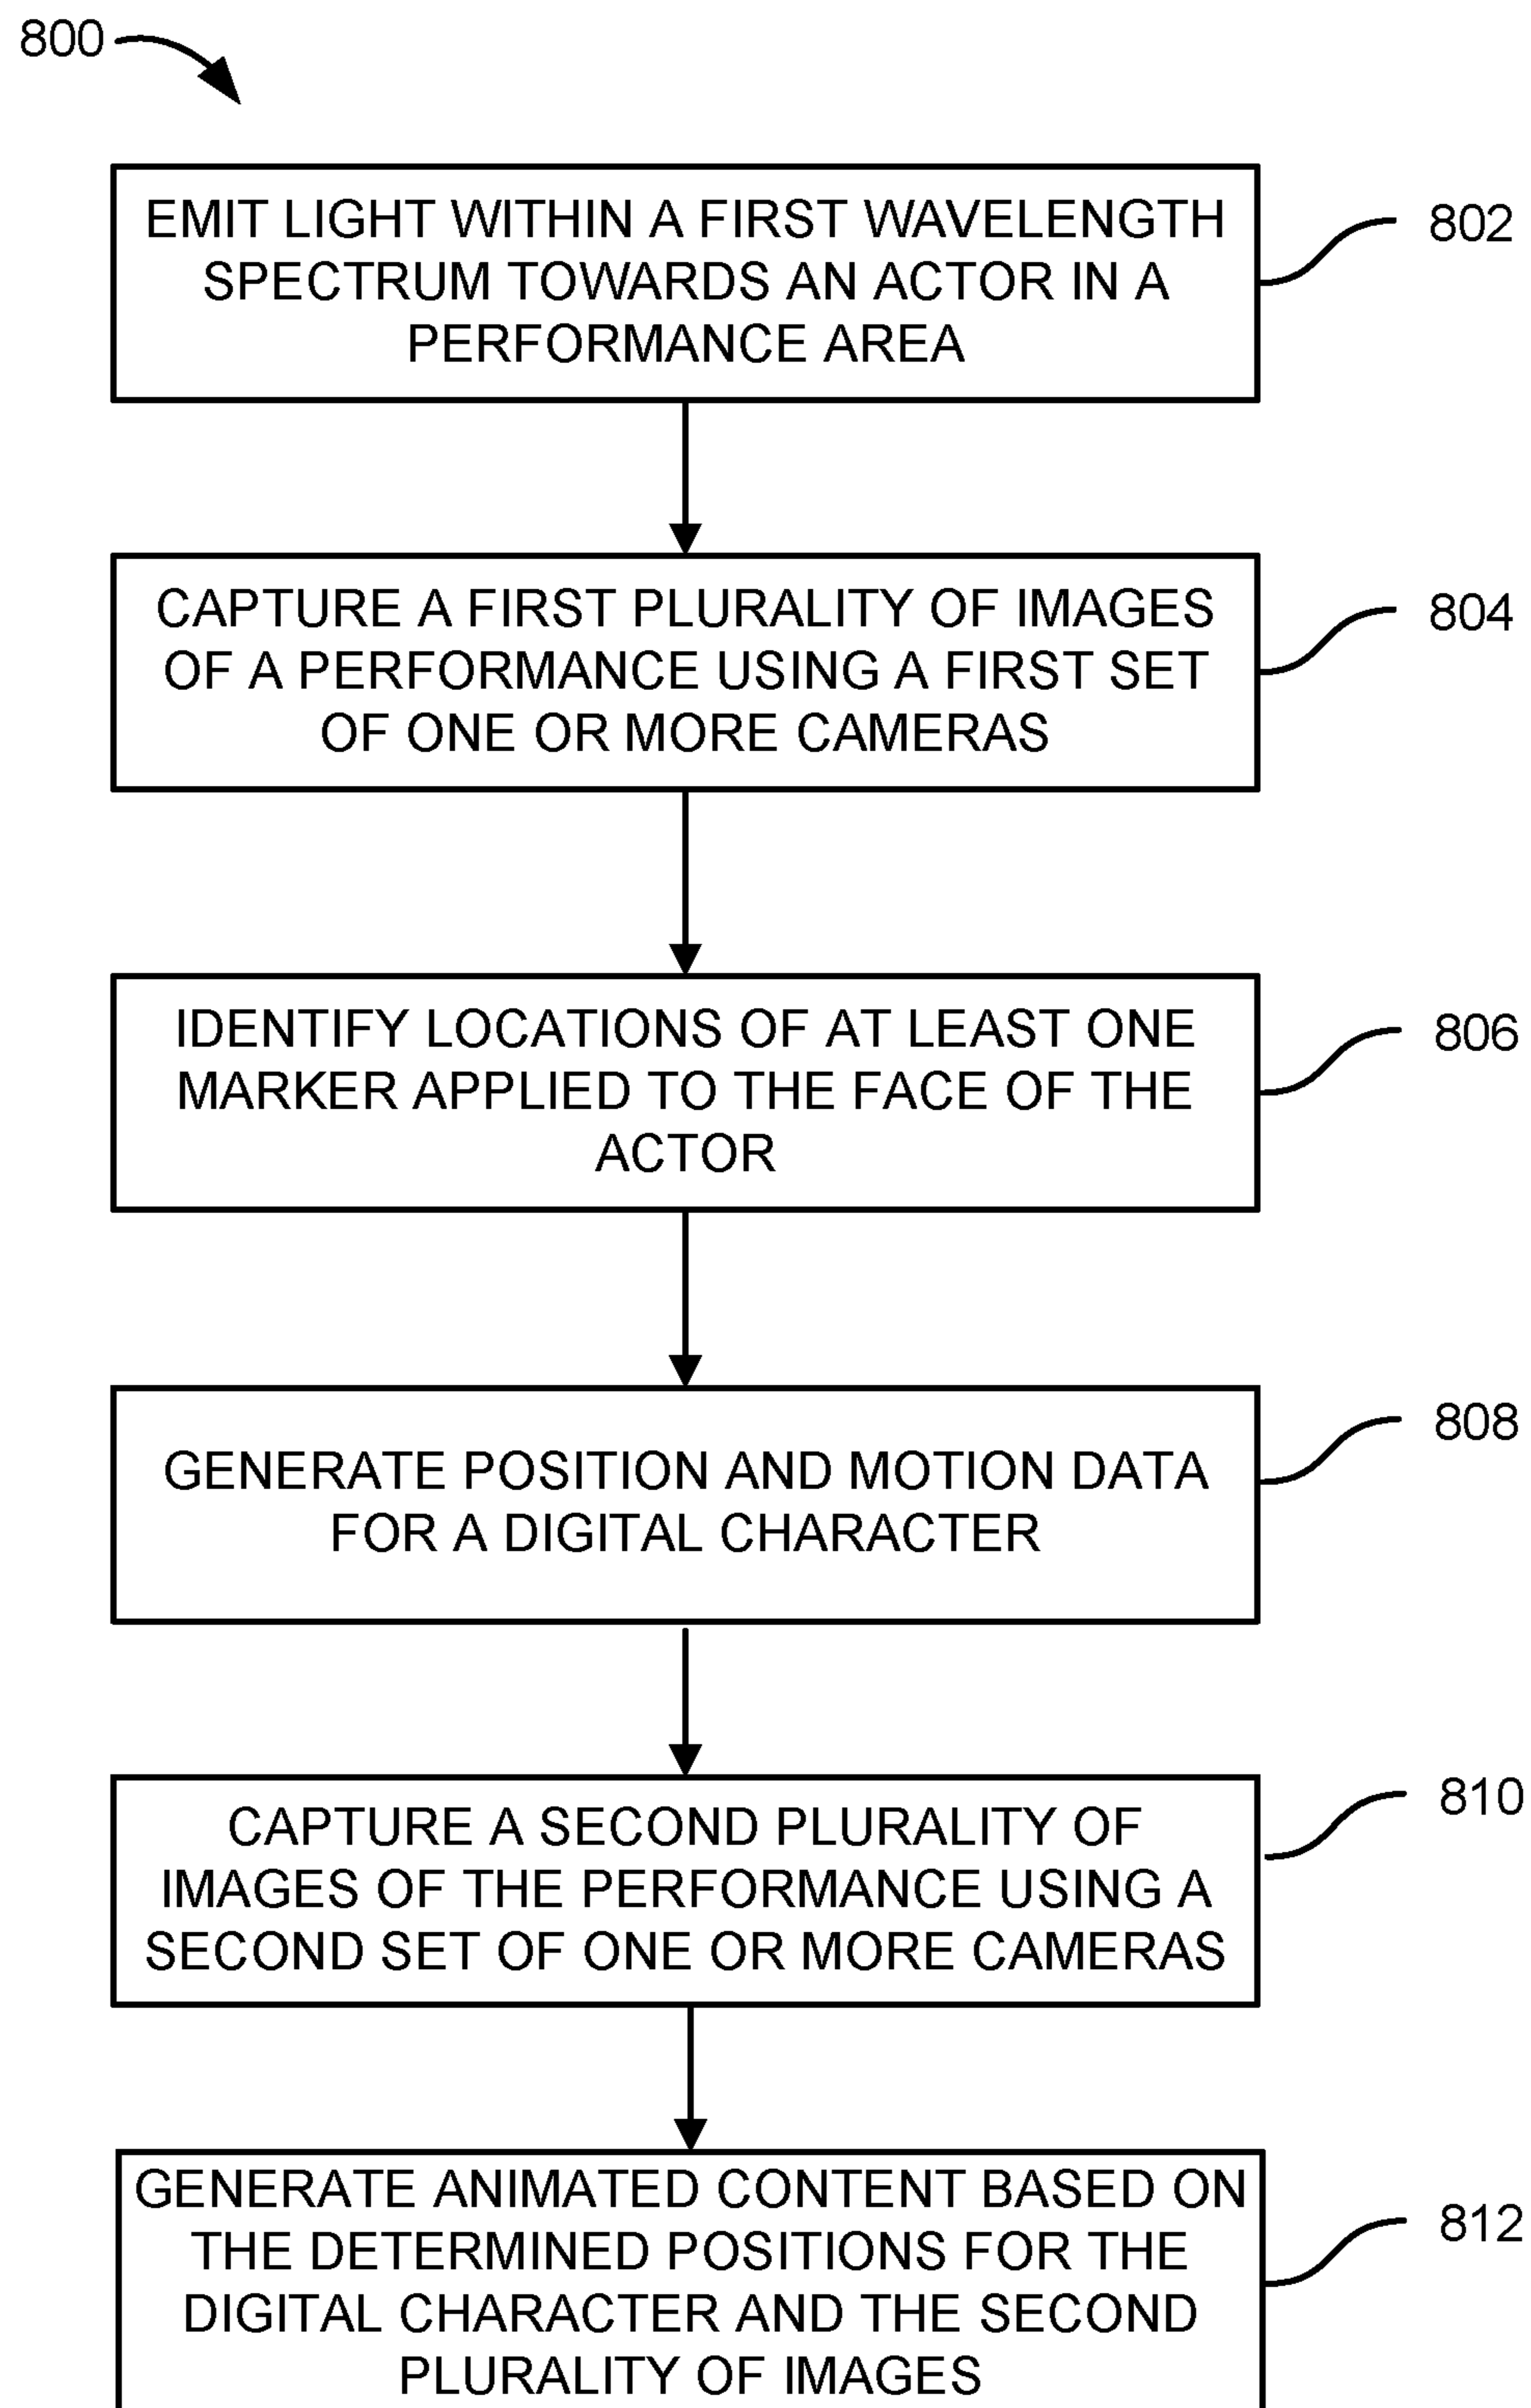 800
EMIT LIGHT WITHIN A FIRST WAVELENGTH
SPECTRUM TOWARDS AN ACTOR IN A
PERFORMANCE AREA
802
CAPTURE A FIRST PLURALITY OF IMAGES
OF A PERFORMANCE USING A FIRST SET
OF ONE OR MORE CAMERAS
804
IDENTIFY LOCATIONS OF AT LEAST ONE
MARKER APPLIED TO THE FACE OF THE
ACTOR
806
GENERATE POSITION AND MOTION DATA
FOR A DIGITAL CHARACTER
808
CAPTURE A SECOND PLURALITY OF
IMAGES OF THE PERFORMANCE USING A
SECOND SET OF ONE OR MORE CAMERAS
810
GENERATE ANIMATED CONTENT BASED ON
THE DETERMINED POSITIONS FOR THE
DIGITAL CHARACTER AND THE SECOND
PLURALITY OF IMAGES
812